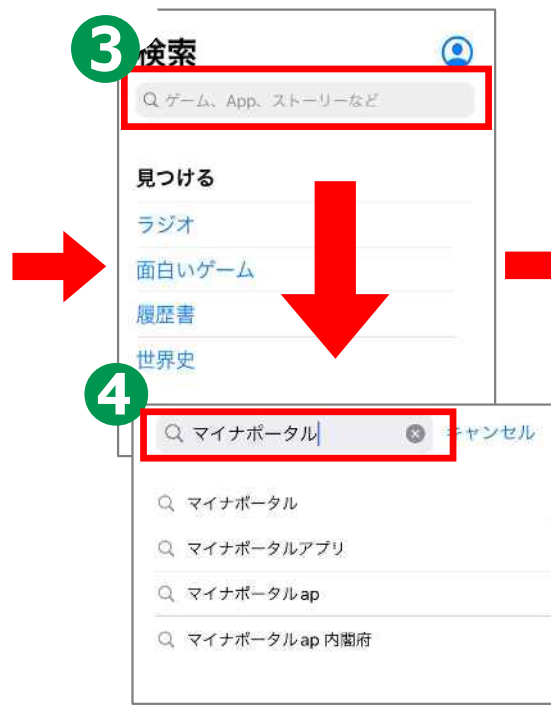 3
検索
ゲーム、App、ストーリーなど
見つける
ラジオ
面白いゲーム
履歴書
世界史
4
マイナポータル
キャンセル
マイナポータル
マイナポータルアプリ
マイナポータル ap
マイナポータル ap 内閣府